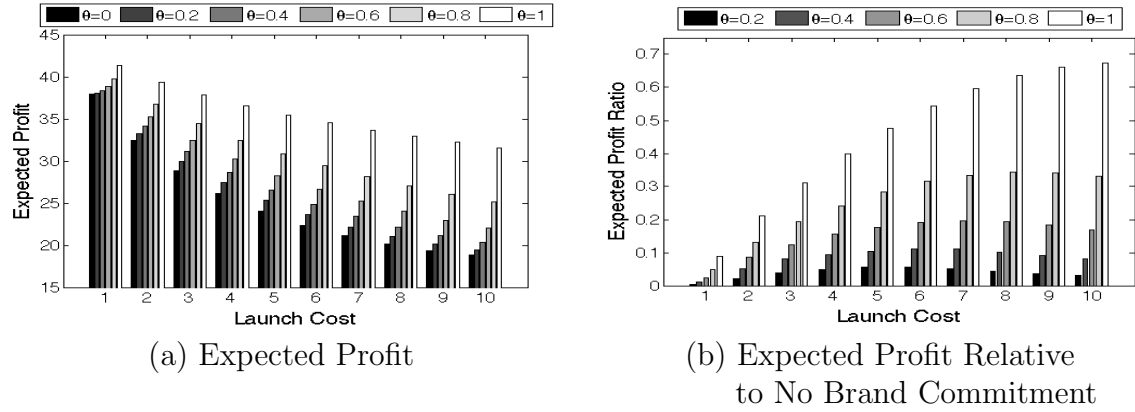 θ=0 θ=0.2 θ=0.4 θ=0.6 θ=0.8 θ=1
45
40
35
30
25
20
15
Expected Profit
1 2 3 4 5 6 7 8 9 10
Launch Cost
(a) Expected Profit
θ=0.2 θ=0.4 θ=0.6 θ=0.8 θ=1
0.7
0.6
0.5
0.4
0.3
0.2
0.1
0
Expected Profit Ratio
1 2 3 4 5 6 7 8 9 10
Launch Cost
(b) Expected Profit Relative
to No Brand Commitment